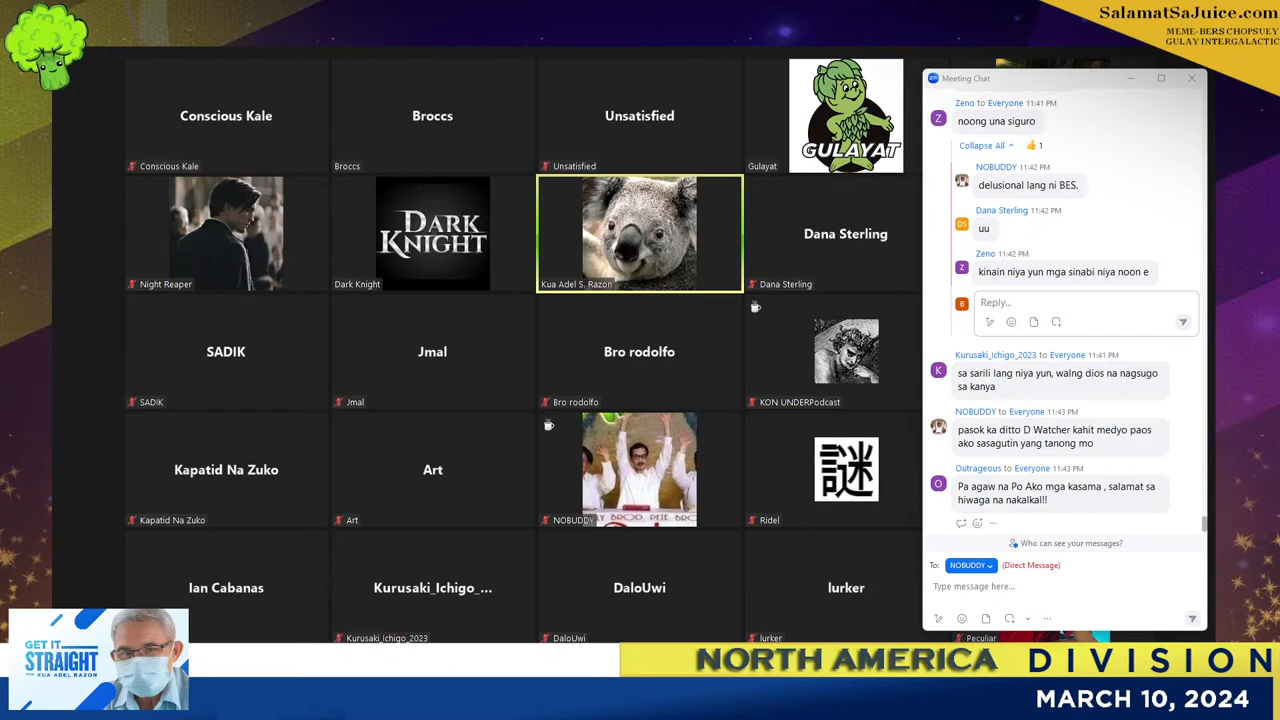 SalamatSaJuice.com
MEME-BERS CHOPSUEY
GULAY INTERGALACTIC
Conscious Kale
Conscious Kale
Broccs
Broccs
Unsatisfied
Unsatisfied
GULAYAT
Gulayat
Night Reaper
DARK
KNIGHT
Dark Knight
Kua Adel S. Razon
Dana Sterling
Dana Sterling
SADIK
SADIK
Jmal
Jmal
Bro rodolfo
Bro rodolfo
KON UNDERPodcast
Kapatid Na Zuko
Kapatid Na Zuko
Art
Art
NOBUDDY
謎
Ridel
Ian Cabanas
Kurusaki_Ichigo_...
Kurusaki_Ichigo_2023
DaloUwi
DaloUwi
lurker
lurker
Peculiar
Meeting Chat
Zeno to Everyone 11:41 PM
Z
noong una siguro
Collapse All
1
NOBUDDY 11:42 PM
delusional lang ni BES.
Dana Sterling 11:42 PM
DS
uu
Zeno 11:42 PM
Z
kinain niya yun mga sinabi niya noon e
B
Reply...
Kurusaki_Ichigo_2023 to Everyone 11:41 PM
K
sa sarili lang niya yun, walng dios na nagsugo
sa kanya
NOBUDDY to Everyone 11:43 PM
pasok ka ditto D Watcher kahit medyo paos
ako sasagutin yang tanong mo
Outrageous to Everyone 11:43 PM
O
Pa agaw na Po Ako mga kasama , salamat sa
hiwaga na nakalkal!!
Who can see your messages?
To: NOBUDDY (Direct Message)
Type message here...
GET IT
STRAIGHT
WITH KUA ADEL RAZON
NORTH AMERICA DIVISION
MARCH 10, 2024